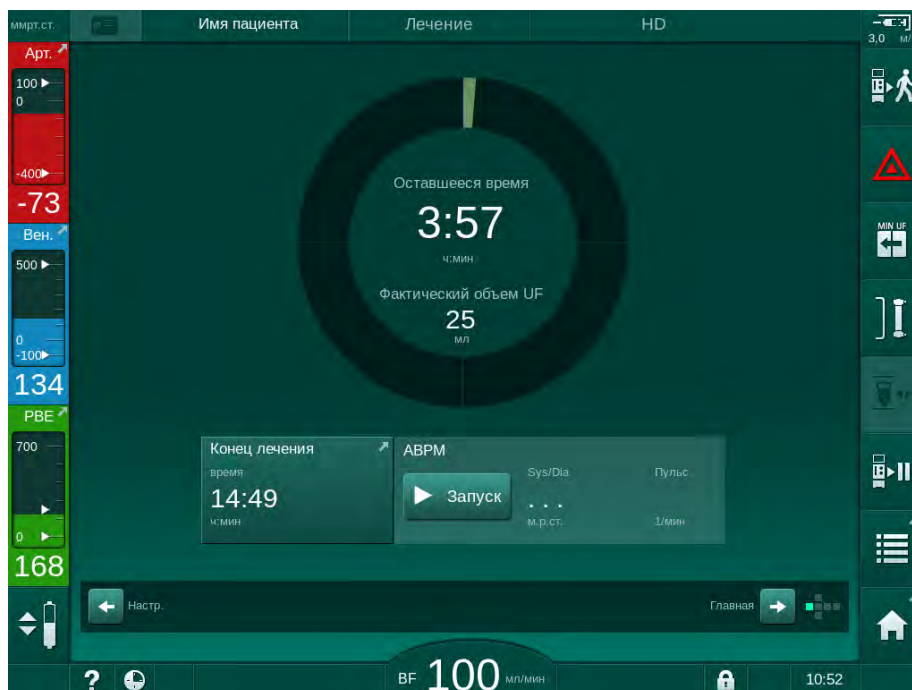 ммрт.ст.
Имя пациента
Лечение
HD
3,0
Арт.
100
0
-400
-73
Вен.
500
0
-100
134
PBE
700
0
168
MIN UF
Оставшееся время
3:57
ч:мин
Фактический объем UF
25
мл
Конец лечения
время
14:49
ч:мин
ABPM
Запуск
Sys/Dia
. . .
м.р.ст.
Пульс
1/мин
Настр.
Главная
?
BF 100 мл/мин
10:52